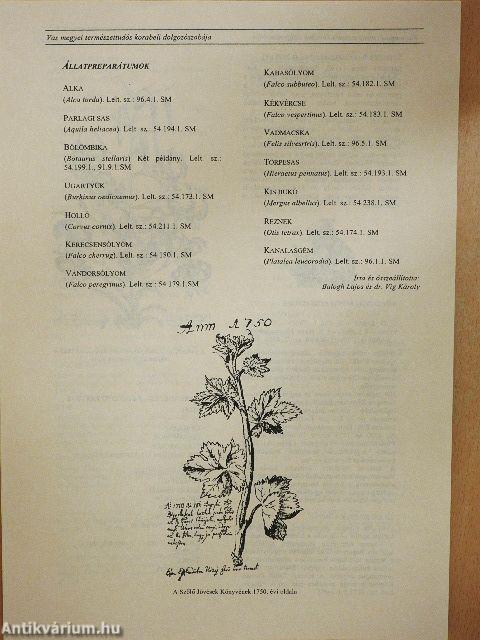 Vas megyei természettudós korabeli dolgozószobája
ÁLLATPREPARÁTUMOK
ALKA
(Alca torda). Lelt. sz.: 96.4.1. SM
PARLAGI SAS
(Aquila heliacea). Lelt. sz.: 54.194.1. SM
BÖLÖMBIKA
(Botaurus stellaris) Két példány. Lelt. sz.:
54.199.1., 91.9.1.SM
UGARTYÚK
(Burhinus oedicnemus). Lelt. sz.: 54.173.1. SM
HOLLÓ
(Corvus cornix). Lelt. sz.: 54.211.1. SM
KERECSENSÓLYOM
(Falco cherrug). Lelt. sz.: 54.150.1. SM
VÁNDORSÓLYOM
(Falco peregrinus). Lelt. sz.: 54.179.1.SM
KABASÓLYOM
(Falco subbuteo). Lelt. sz.: 54.182.1. SM
KÉKVÉRCSE
(Falco vespertinus). Lelt. sz.: 54.183.1. SM
VADMACSKA
(Felis silvestris). Lelt. sz.: 96.5.1. SM
TÖRPESAS
(Hieraetus pennatus). Lelt. sz.: 54.193.1. SM
KIS BUKÓ
(Mergus albellus). Lelt. sz.: 54.238.1. SM
REZNEK
(Otis tetrax). Lelt. sz.: 54.174.1. SM
KANALASGÉM
(Platalea leucorodia). Lelt. sz.: 96.1.1. SM
Írta és összeállította:
Balogh Lajos és dr. Víg Károly
Ann A 1750
A Szőlő Jövések Könyvének 1750. évi oldala
Antikvárium.hu